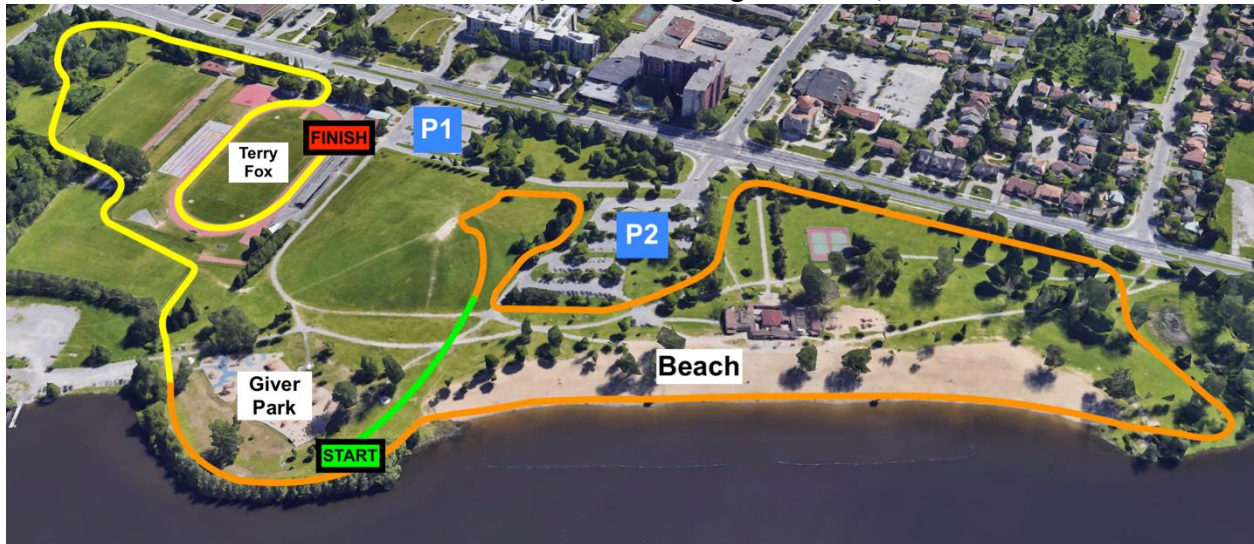 P1
FINISH
Terry
Fox
P2
Beach
Giver
Park
START